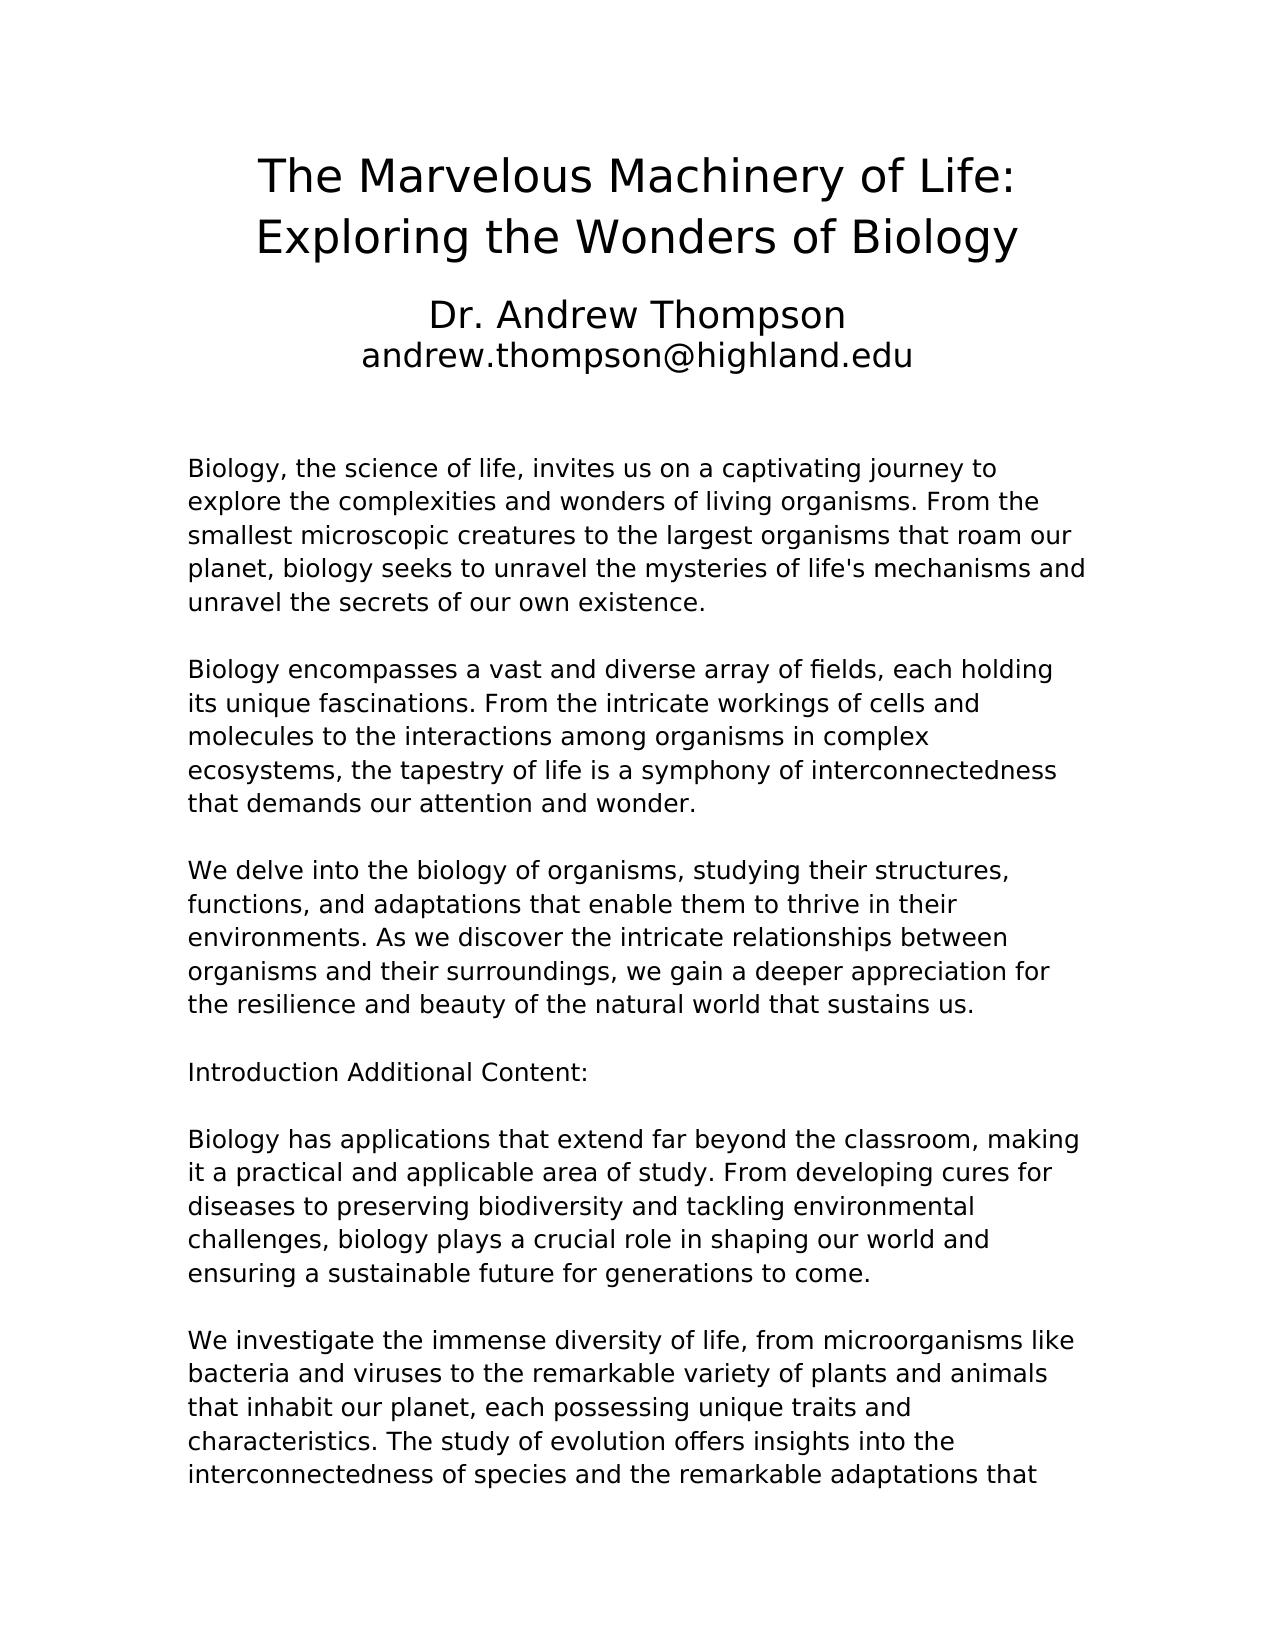 The Marvelous Machinery of Life:
Exploring the Wonders of Biology
Dr. Andrew Thompson
andrew.thompson@highland.edu
Biology, the science of life, invites us on a captivating journey to
explore the complexities and wonders of living organisms. From the
smallest microscopic creatures to the largest organisms that roam our
planet, biology seeks to unravel the mysteries of life's mechanisms and
unravel the secrets of our own existence.
Biology encompasses a vast and diverse array of fields, each holding
its unique fascinations. From the intricate workings of cells and
molecules to the interactions among organisms in complex
ecosystems, the tapestry of life is a symphony of interconnectedness
that demands our attention and wonder.
We delve into the biology of organisms, studying their structures,
functions, and adaptations that enable them to thrive in their
environments. As we discover the intricate relationships between
organisms and their surroundings, we gain a deeper appreciation for
the resilience and beauty of the natural world that sustains us.
Introduction Additional Content:
Biology has applications that extend far beyond the classroom, making
it a practical and applicable area of study. From developing cures for
diseases to preserving biodiversity and tackling environmental
challenges, biology plays a crucial role in shaping our world and
ensuring a sustainable future for generations to come.
We investigate the immense diversity of life, from microorganisms like
bacteria and viruses to the remarkable variety of plants and animals
that inhabit our planet, each possessing unique traits and
characteristics. The study of evolution offers insights into the
interconnectedness of species and the remarkable adaptations that